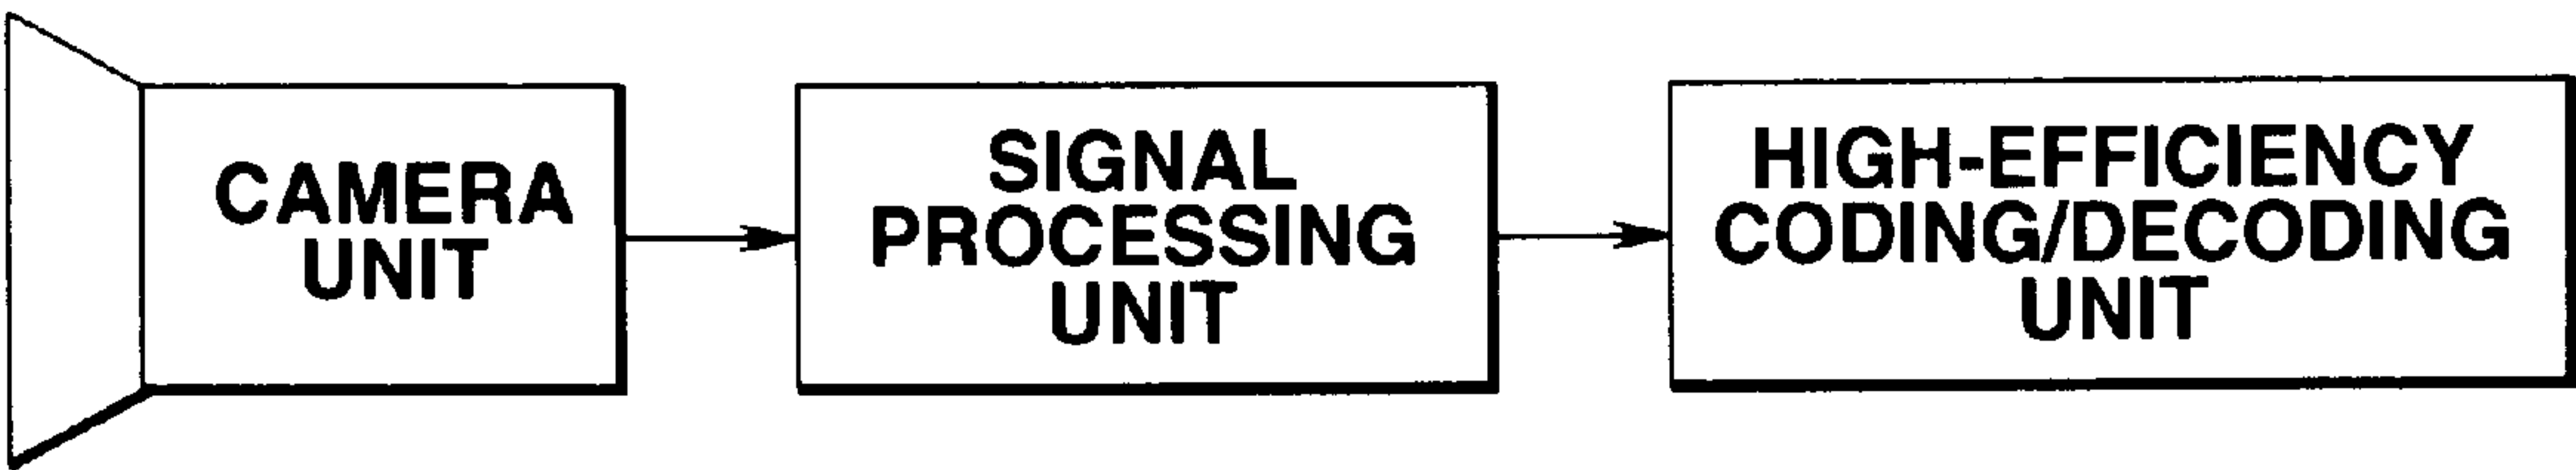 CAMERA
UNIT
SIGNAL
PROCESSING
UNIT
HIGH-EFFICIENCY
CODING/DECODING
UNIT